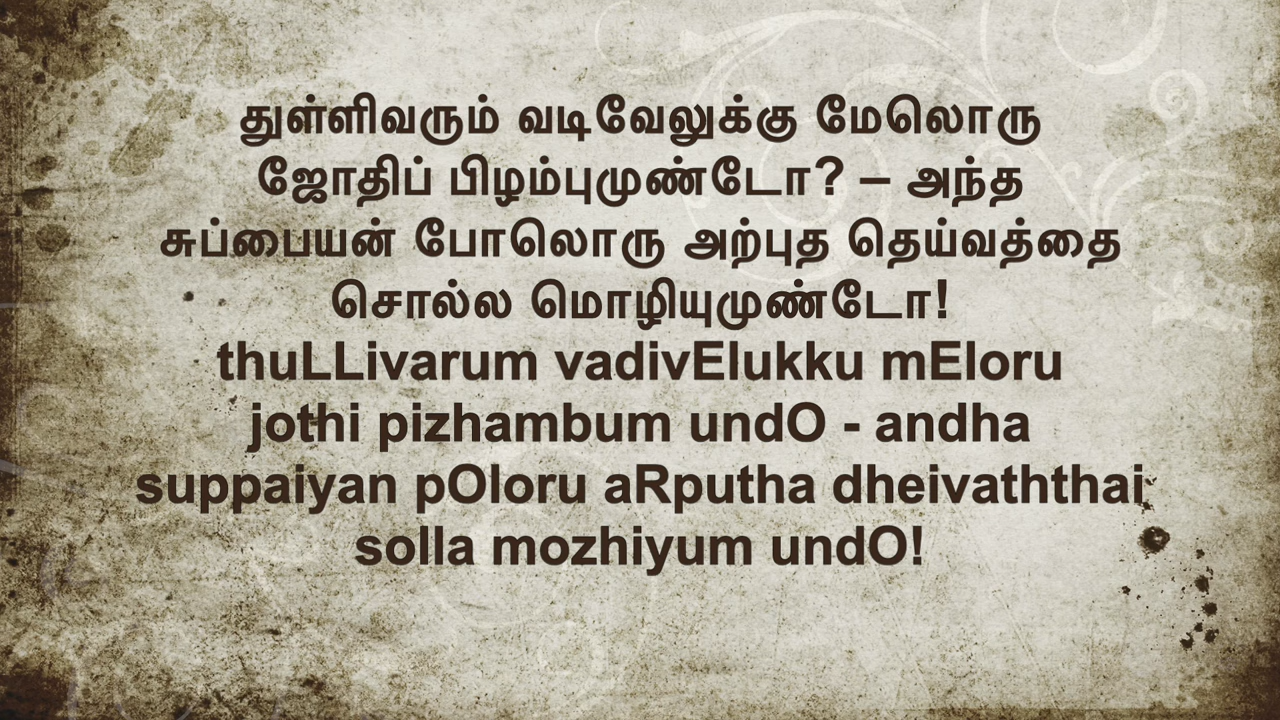 துள்ளிவரும் வடிவேலுக்கு மேலொரு
ஜோதிப் பிழம்புமுண்டோ? – அந்த
சுப்பையன் போலொரு அற்புத தெய்வத்தை
சொல்ல மொழியுமுண்டோ!
thuLLivarum vadivElukku mEloru
jothi pizhambum undO - andha
suppaiyan pOloru aRputha dheivaththai
solla mozhiyum undO!